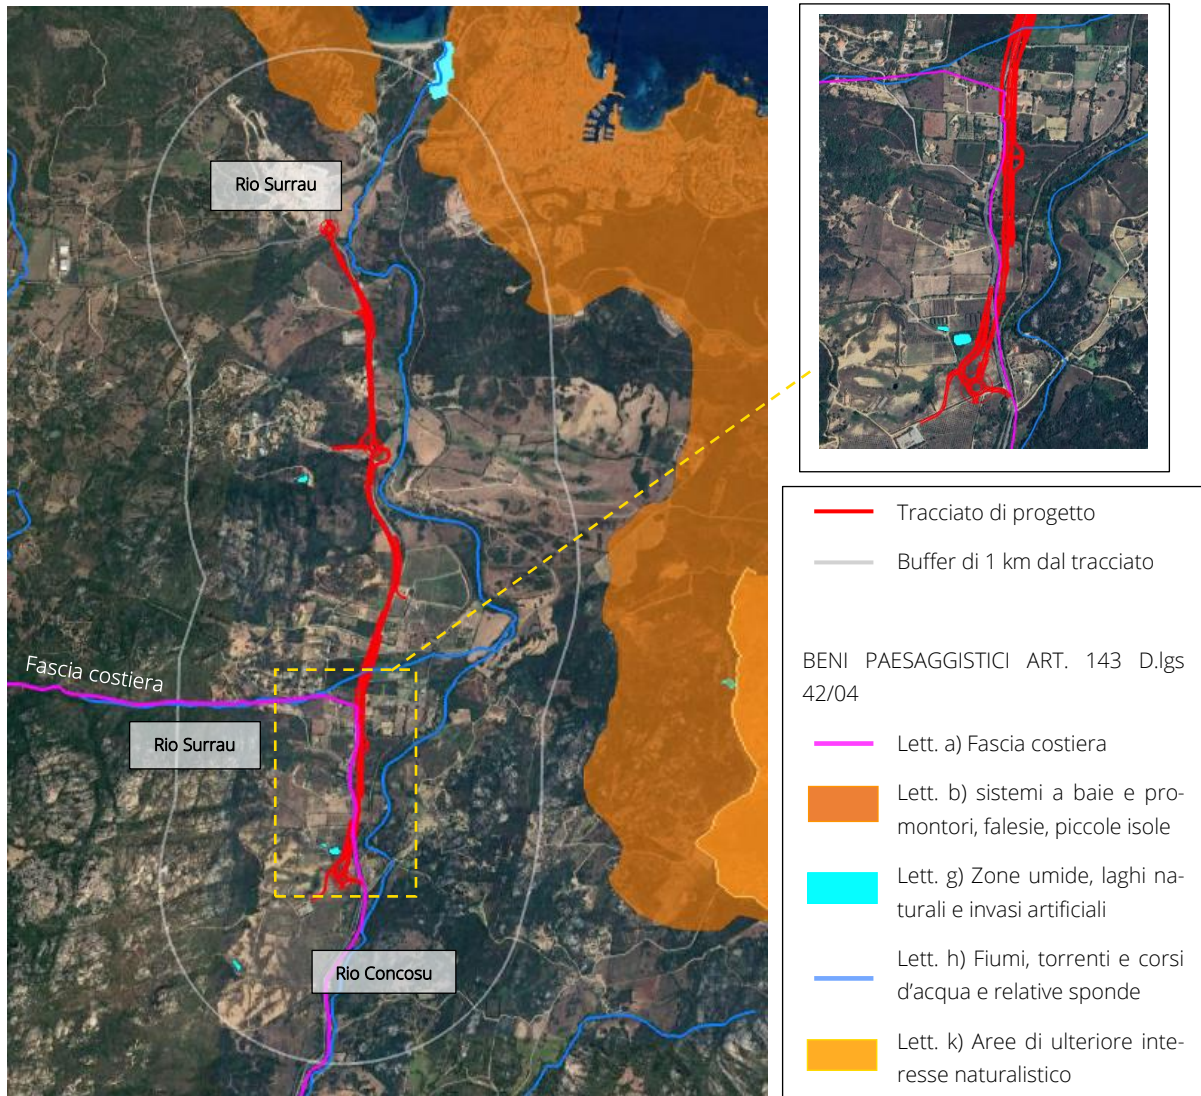 Rio Surrau
Fascia costiera
Rio Surrau
Rio Concosu
Tracciato di progetto
Buffer di 1 km dal tracciato
BENI PAESAGGISTICI ART. 143 D.lgs
42/04
Lett. a) Fascia costiera
Lett. b) sistemi a baie e pro-
montori, falesie, piccole isole
Lett. g) Zone umide, laghi na-
turali e invasi artificiali
Lett. h) Fiumi, torrenti e corsi
d'acqua e relative sponde
Lett. k) Aree di ulteriore inte-
resse naturalistico